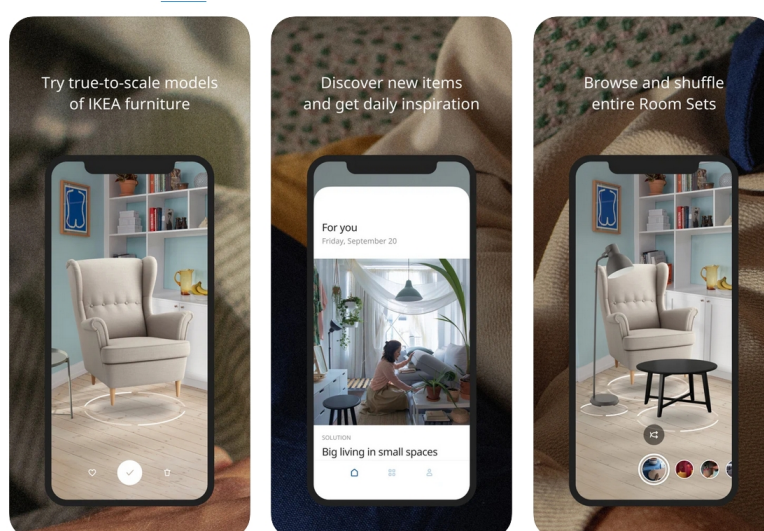 Try true-to-scale models
of IKEA furniture
Discover new items
and get daily inspiration
For you
Friday, September 20
SOLUTION
Big living in small spaces
Browse and shuffle
entire Room Sets